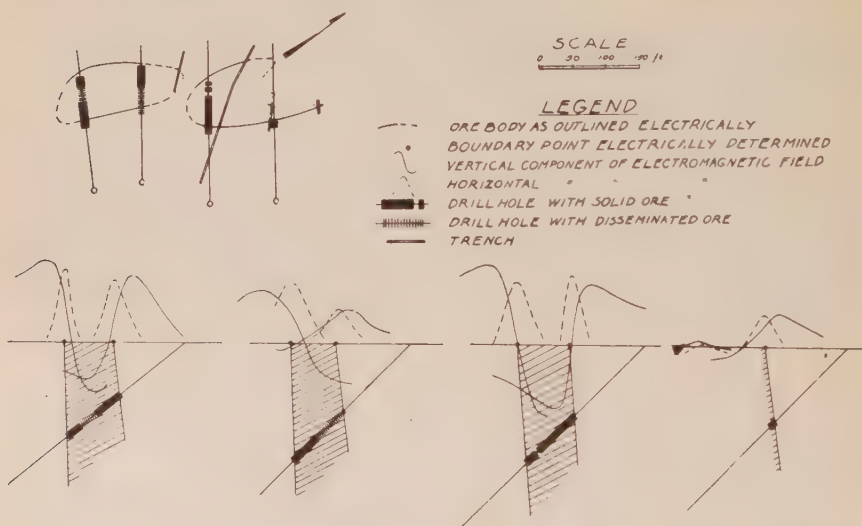 SCALE
0 50 100 150 ft
LEGEND
ORE BODY AS OUTLINED ELECTRICALLY
BOUNDARY POINT ELECTRICALLY DETERMINED
VERTICAL COMPONENT OF ELECTROMAGNETIC FIELD
HORIZONTAL " " "
DRILL HOLE WITH SOLID ORE "
DRILL HOLE WITH DISSEMINATED ORE
TRENCH